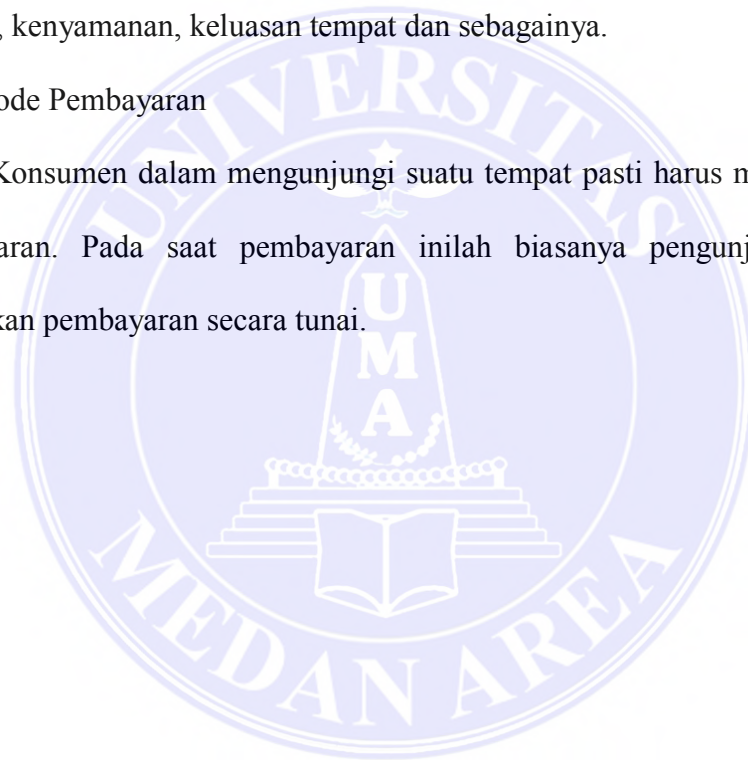 , kenyamanan, keluasan tempat dan sebagainya.
ode Pembayaran
Konsumen dalam mengunjungi suatu tempat pasti harus m
aran. Pada saat pembayaran inilah biasanya pengunj
kan pembayaran secara tunai.
UNIVERSITAS
UMA
MEDAN AREA